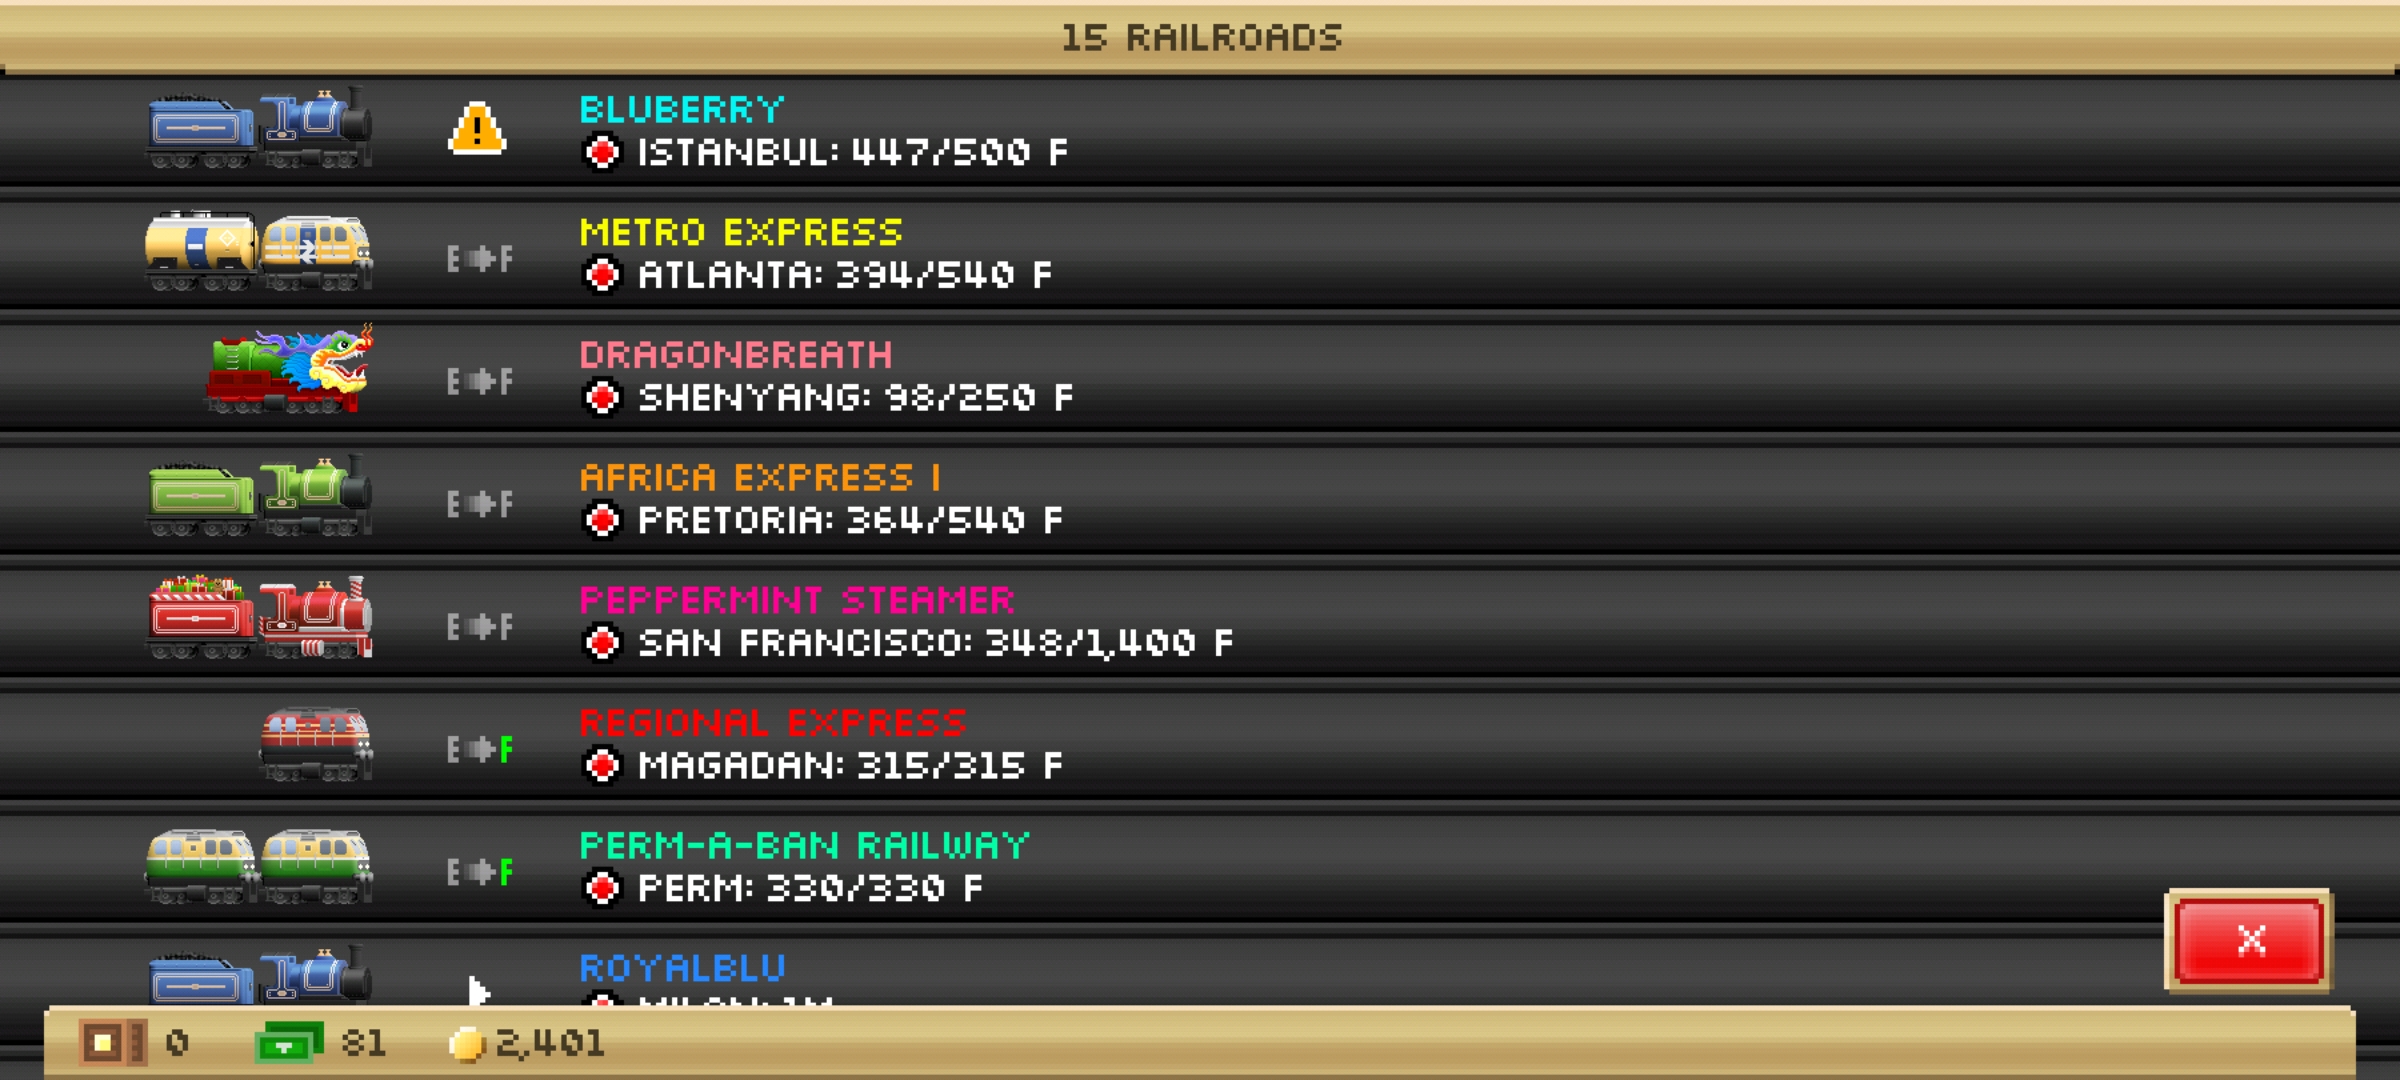 15 RAILROADS
BLUBERRY
ISTANBUL: 447/500 F
METRO EXPRESS
E F
ATLANTA: 394/540 F
DRAGONBREATH
E F
SHENYANG: 98/250 F
AFRICA EXPRESS I
E F
PRETORIA: 364/540 F
PEPPERMINT STEAMER
E F
SAN FRANCISCO: 348/1,400 F
REGIONAL EXPRESS
E F
MAGADAN: 315/315 F
PERM-A-BAN RAILWAY
E F
PERM: 330/330 F
X
ROYALBLU
MILAN: 1M
0 81 2,401